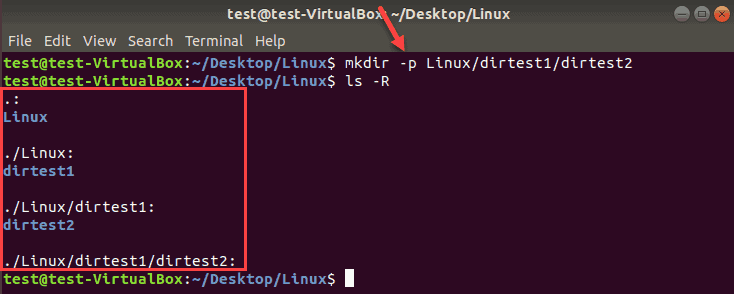 test@test-VirtualBox: ~/Desktop/Linux
File Edit View Search Terminal Help
test@test-VirtualBox:~/Desktop/Linux$ mkdir -p Linux/dirtest1/dirtest2
test@test-VirtualBox:~/Desktop/Linux$ ls -R
.:
Linux
./Linux:
dirtest1
./Linux/dirtest1:
dirtest2
./Linux/dirtest1/dirtest2:
test@test-VirtualBox:~/Desktop/Linux$